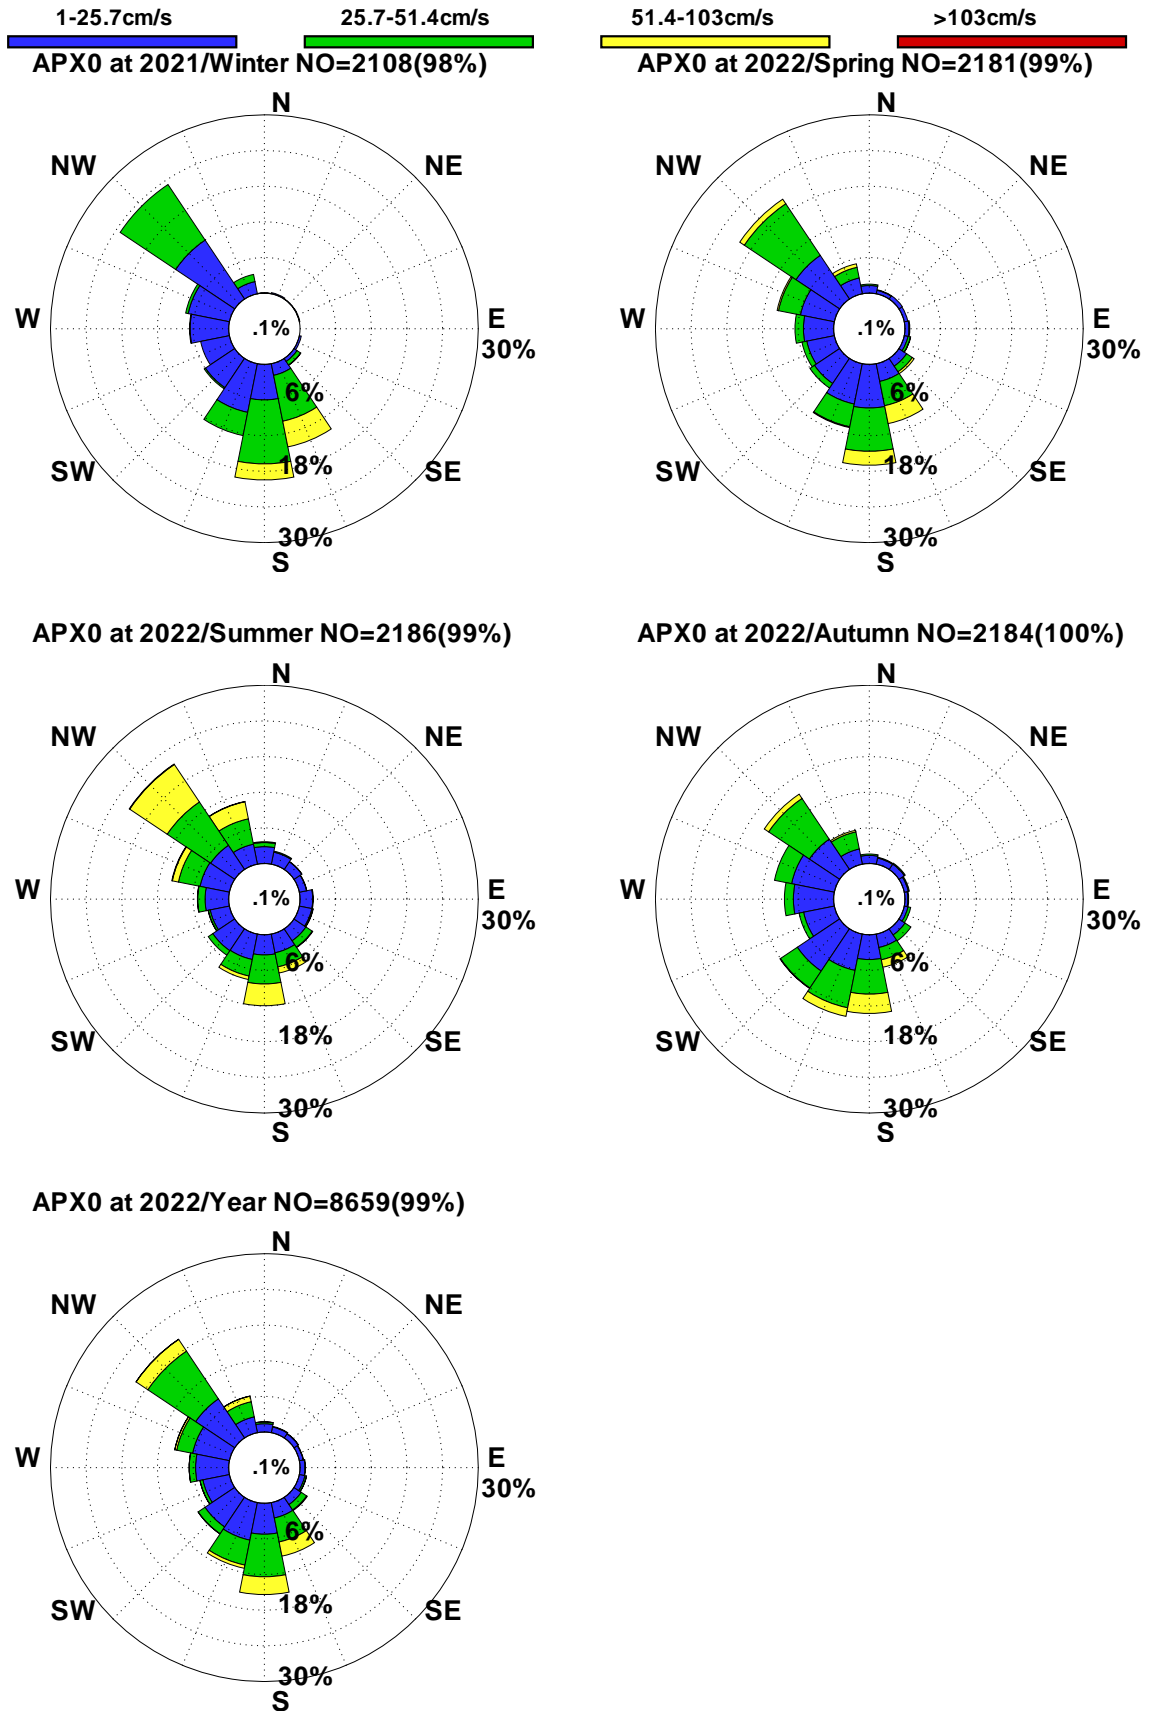 1-25.7cm/s 25.7-51.4cm/s 51.4-103cm/s >103cm/s
APX0 at 2021/Winter NO=2108(98%) APX0 at 2022/Spring NO=2181(99%)
N N
NW NE NW NE
W .1% E W .1% E
30% 30%
6% 6%
SW 18% SE SW 18% SE
30% 30%
S S
APX0 at 2022/Summer NO=2186(99%) APX0 at 2022/Autumn NO=2184(100%)
N N
NW NE NW NE
W .1% E W .1% E
30% 30%
6% 6%
SW 18% SE SW 18% SE
30% 30%
S S
APX0 at 2022/Year NO=8659(99%)
N
NW NE
W .1% E
30%
6%
SW 18% SE
30%
S